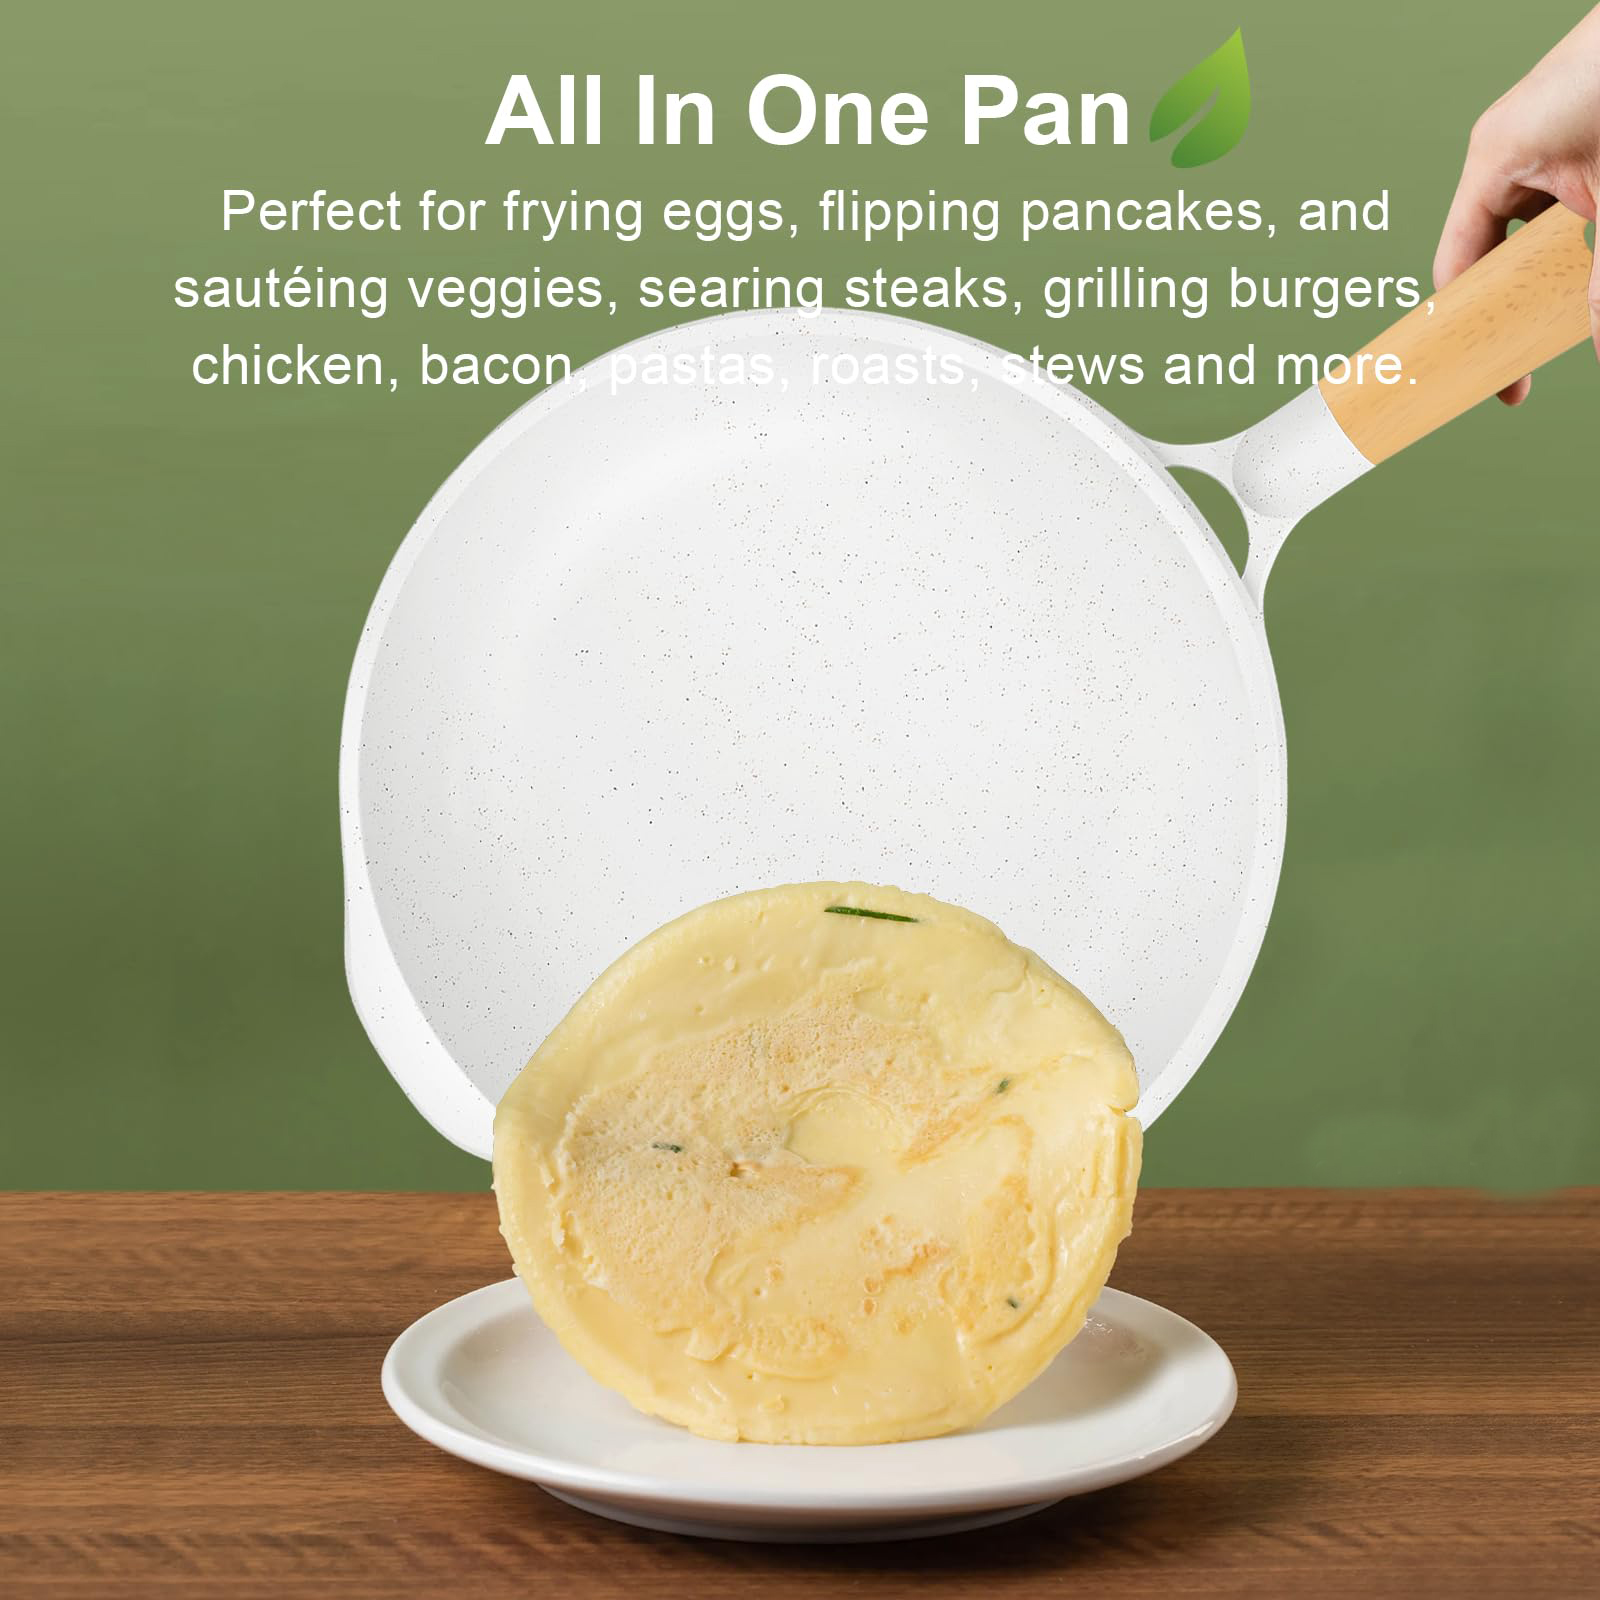 All In One Pan
Perfect for frying eggs, flipping pancakes, and
sautéing veggies, searing steaks, grilling burgers,
chicken, bacon, pastas, roasts, stews and more.